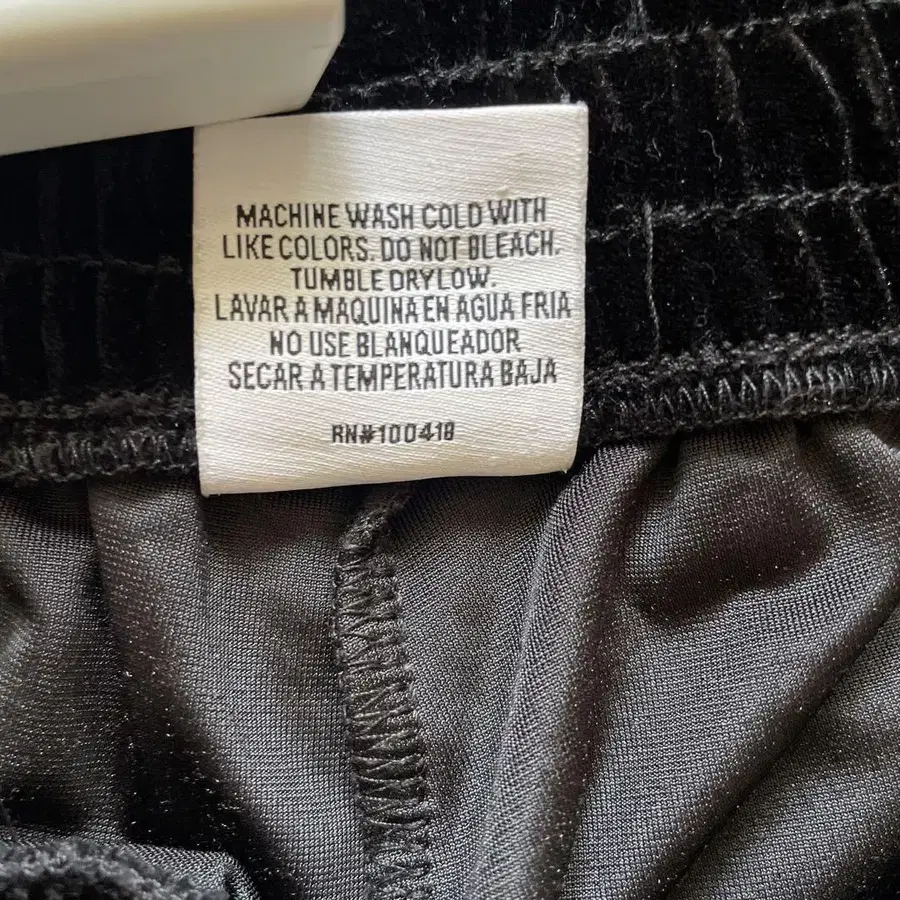 MACHINE WASH COLD WITH
LIKE COLORS. DO NOT BLEACH.
TUMBLE DRY LOW.
LAVAR A MAQUINA EN AGUA FRIA
NO USE BLANQUEADOR
SECAR A TEMPERATURA BAJA
RN#100418